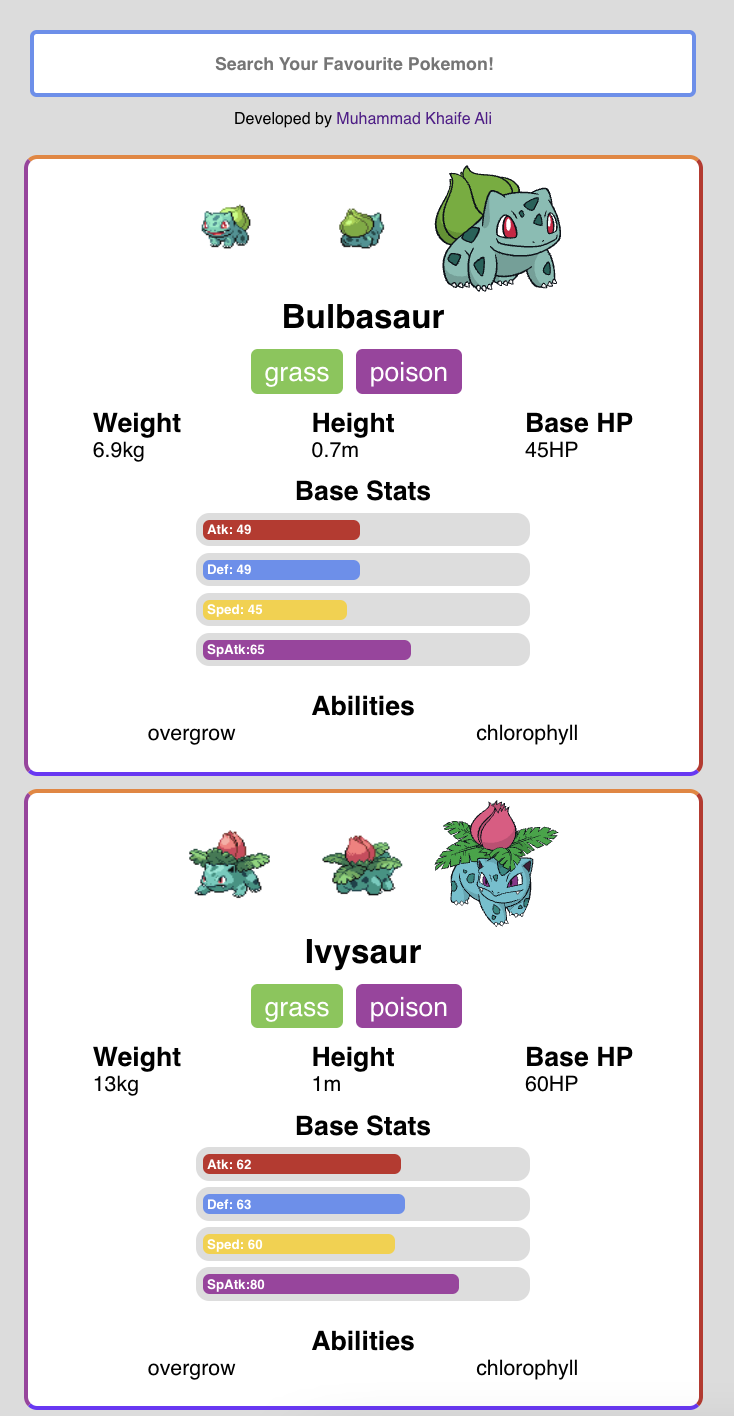 Search Your Favourite Pokemon!
Developed by Muhammad Khaife Ali
Bulbasaur
grass poison
Weight Height Base HP
6.9kg 0.7m 45HP
Base Stats
Atk: 49
Def: 49
Sped: 45
SpAtk:65
Abilities
overgrow chlorophyll
Ivysaur
grass poison
Weight Height Base HP
13kg 1m 60HP
Base Stats
Atk: 62
Def: 63
Sped: 60
SpAtk:80
Abilities
overgrow chlorophyll